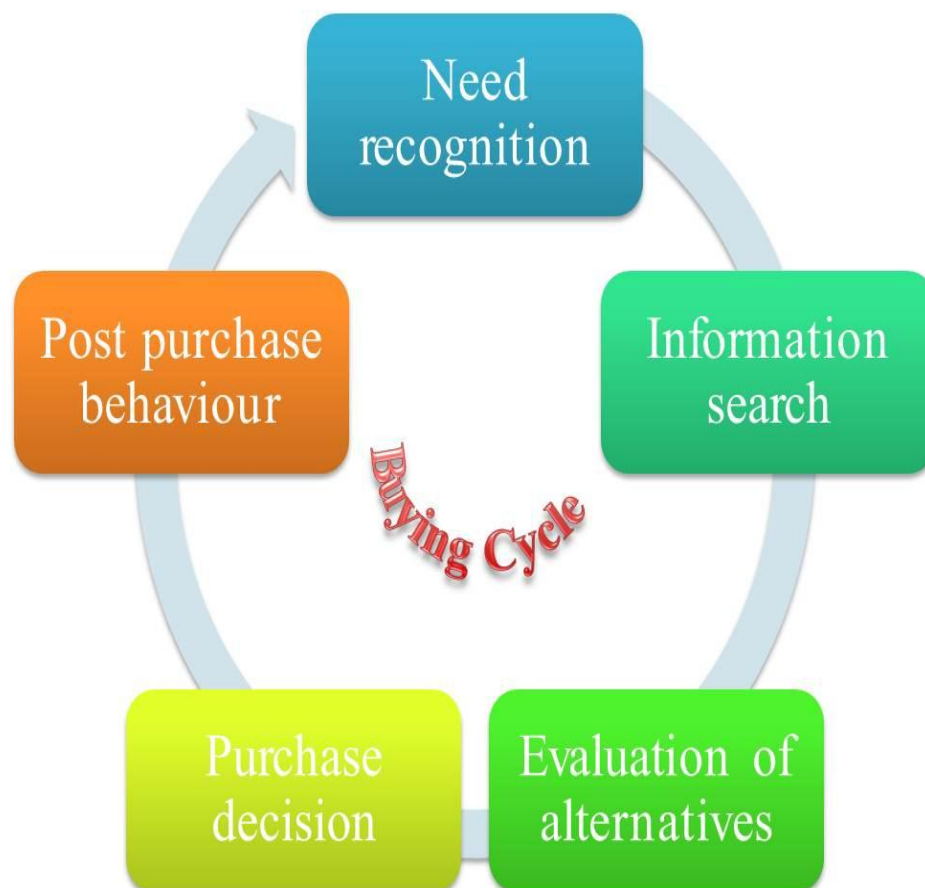 Need
recognition
Information
search
Evaluation of
alternatives
Purchase
decision
Post purchase
behaviour
Buying Cycle